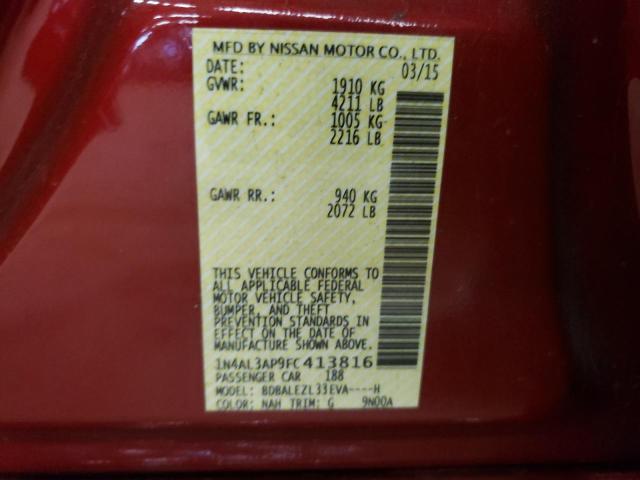 MFD BY NISSAN MOTOR CO., LTD.
DATE: 03/15
GVWR: 1910 KG
4211 LB
GAWR FR.: 1005 KG
2216 LB
GAWR RR.: 940 KG
2072 LB
THIS VEHICLE CONFORMS TO
ALL APPLICABLE FEDERAL
MOTOR VEHICLE SAFETY,
BUMPER, AND THEFT
PREVENTION STANDARDS IN
EFFECT ON THE DATE OF
MANUFACTURE SHOWN ABOVE.
1N4AL3AP9FC413816
PASSENGER CAR 188
MODEL: BDBALEZL33EVA----H
COLOR: NAH TRIM: G 9N00A